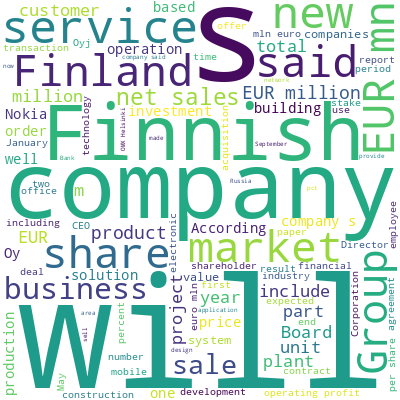 customer
based
offer
mln euro
companies
transaction
Oyj
service
S
said
new
EUR mn
operation
time
total
report
period
now
company said
stake
Finland
million
net sales
EUR million
Nokia
investment
building
use
order
technology
OMX Helsinki
acquisition
netagre
January
made
September
well
Finnish
provide
two
office
Bank
Russia
pct
m
company
including
CEO
product
According
company s
employee
Oy
EUR
share
market
paper
Director
deal
solution
electronic
value
shareholder
result
industry
financial
business
project
year
first
expected
include
Group
Corporation
agreement
per share
production
percent
euro mln
price
application
end
part
Board
unit
contract
area
sell
number
mobile
system
plant
May
design
sale
construction
one
development
operating profit
Will